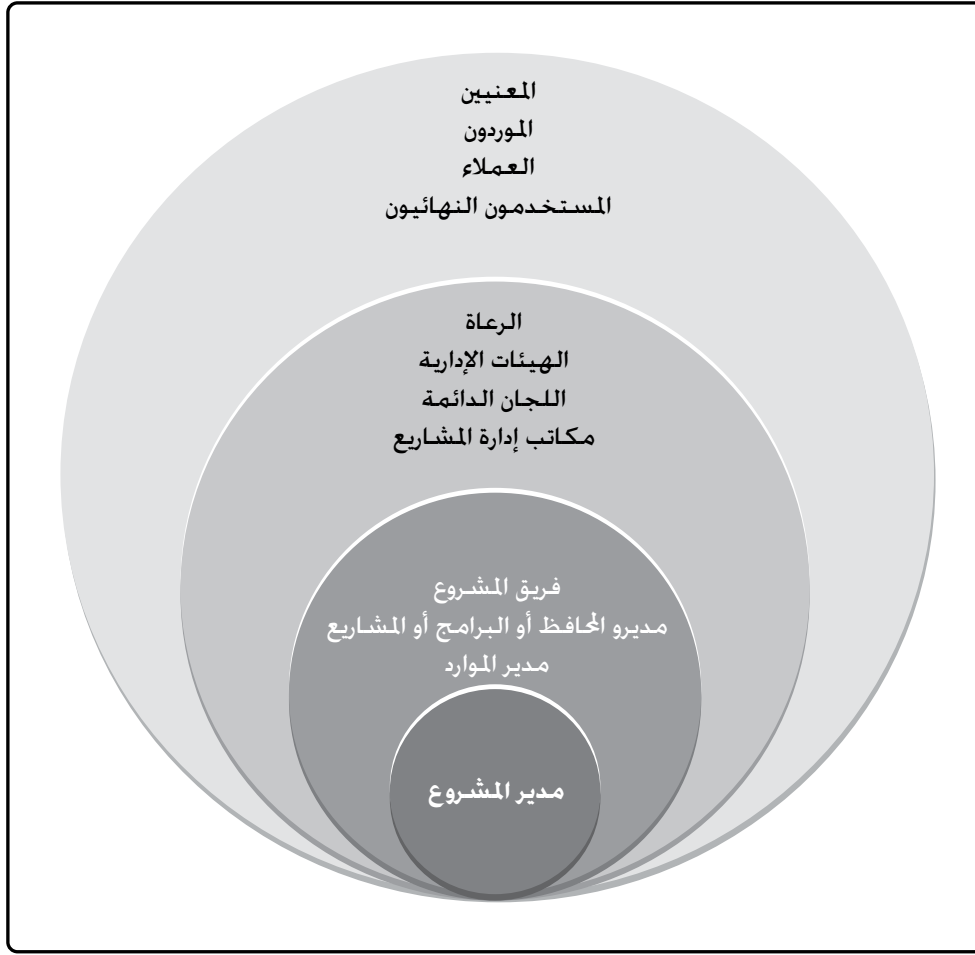 المعنيين
الموردون
العملاء
المستخدمون النهائيون
الرعاة
الهيئات الإدارية
اللجان الدائمة
مكاتب إدارة المشاريع
فريق المشروع
مديرو المحافظ أو البرامج أو المشاريع
مدير الموارد
مدير المشروع